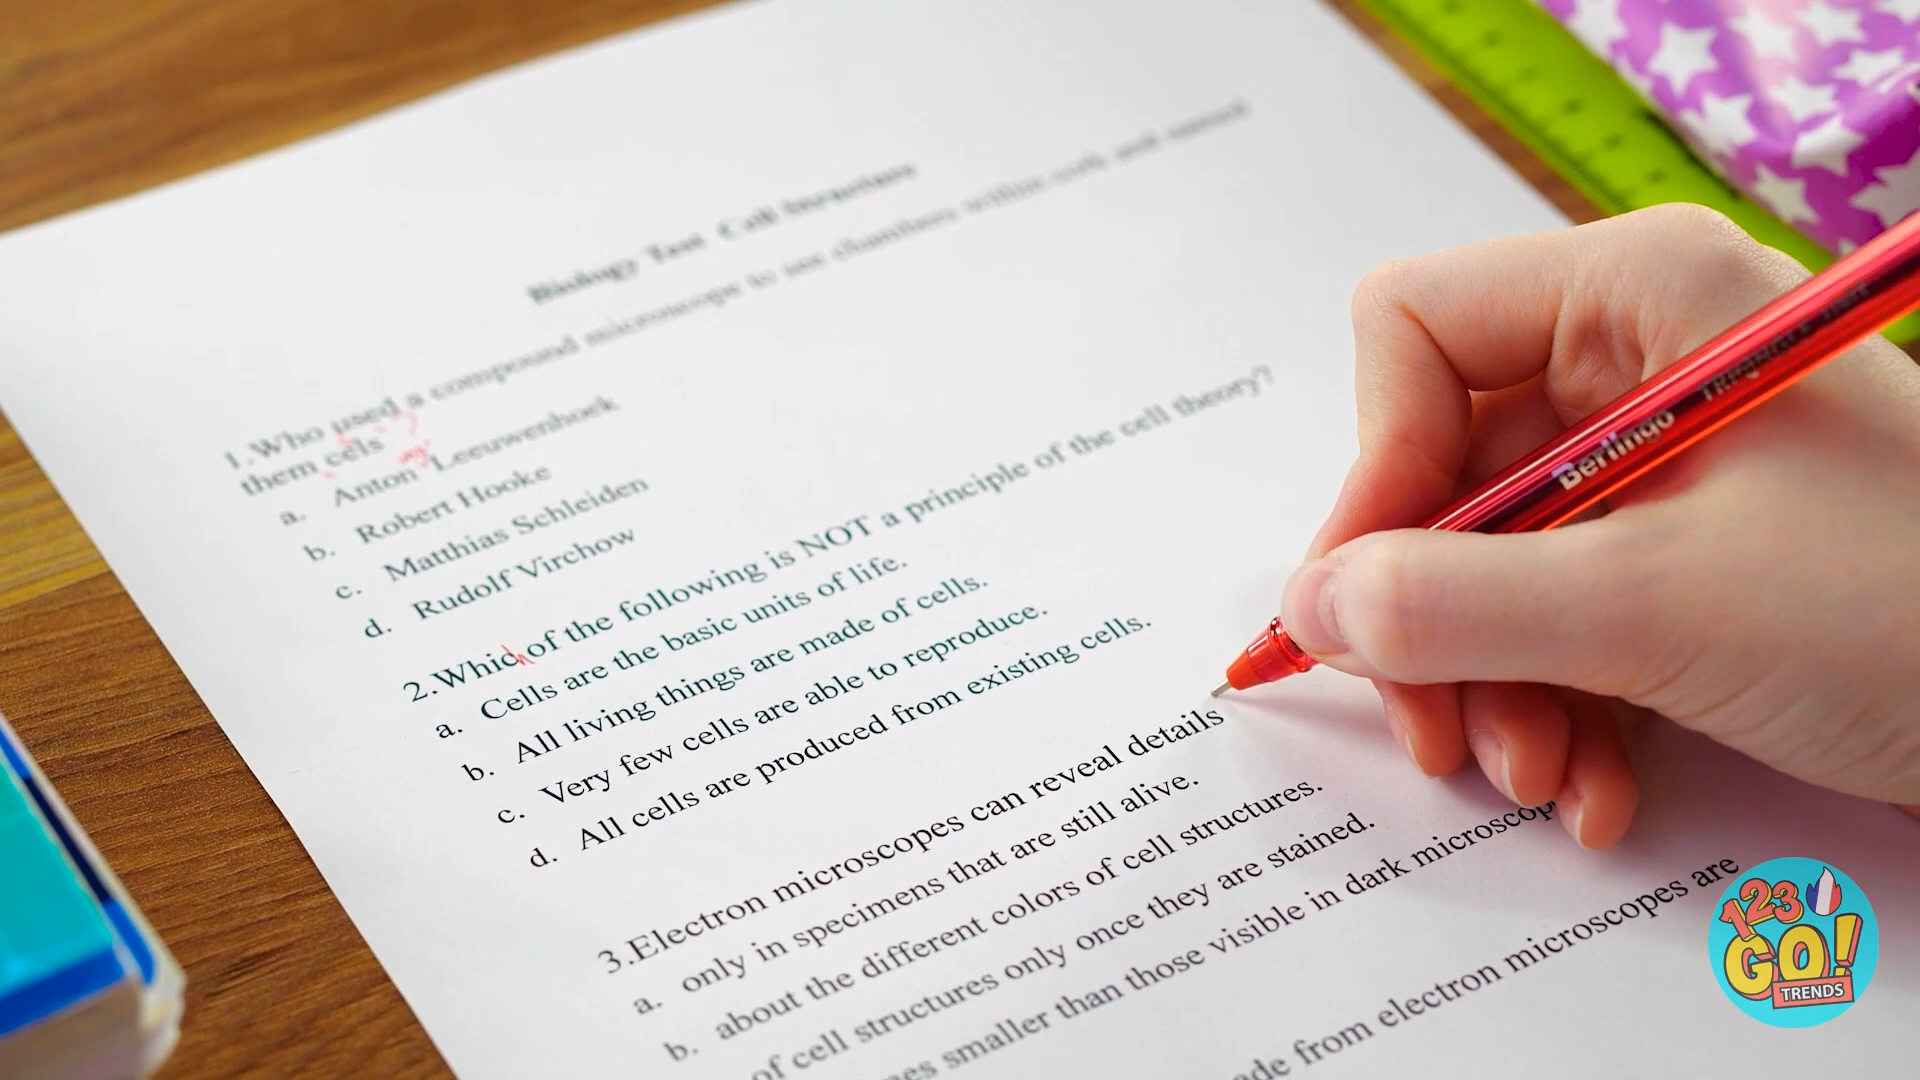 Biology Test Cell Structure
1.Who used a compound microscope to see chambers within cork and named
them cels
a. Anton Leeuwenhoek
b. Robert Hooke
c. Matthias Schleiden
d. Rudolf Virchow
2.Which of the following is NOT a principle of the cell theory?
a. Cells are the basic units of life.
b. All living things are made of cells.
c. Very few cells are able to reproduce.
d. All cells are produced from existing cells.
3.Electron microscopes can reveal details
a. only in specimens that are still alive.
b. about the different colors of cell structures.
of cell structures only once they are stained.
smaller than those visible in dark microscop
from electron microscopes are
Berlingo
123
GO!
TRENDS